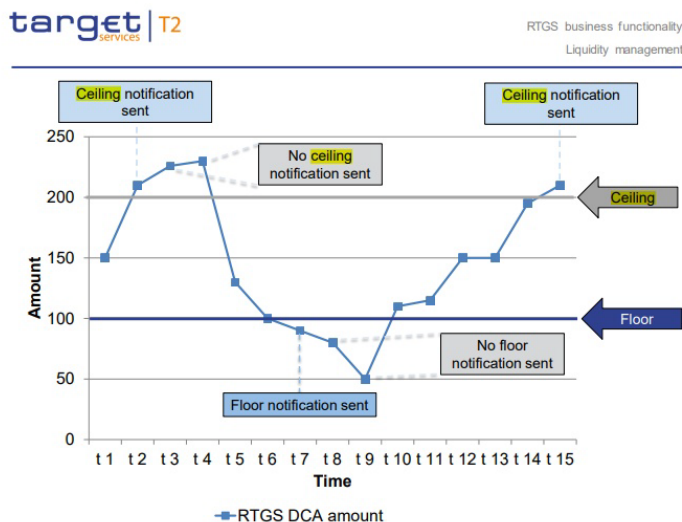 target
services
T2
RTGS business functionality
Liquidity management
Ceiling notification
sent
Ceiling notification
sent
No ceiling
notification sent
250
200
150
100
50
0
Amount
Ceiling
Floor
No floor
notification sent
Floor notification sent
t 1 t 2 t 3 t 4 t 5 t 6 t 7 t 8 t 9 t 10 t 11 t 12 t 13 t 14 t 15
Time
RTGS DCA amount